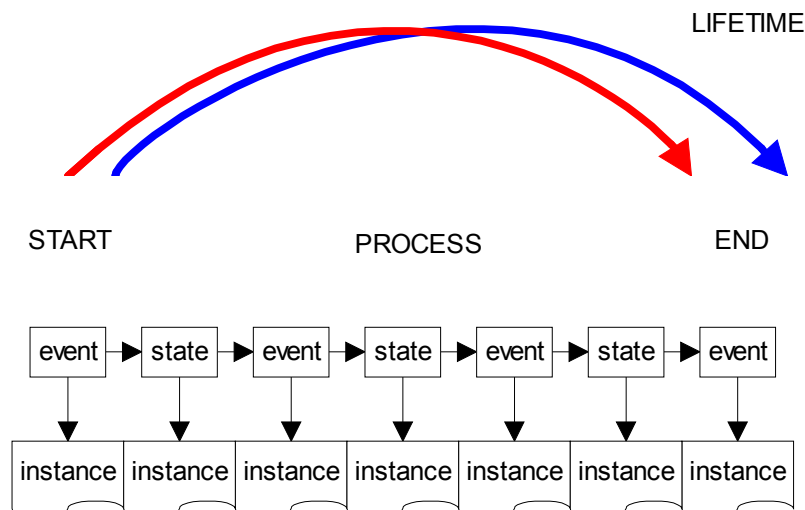 LIFETIME
START PROCESS END
event state event state event state event
instance instance instance instance instance instance instance